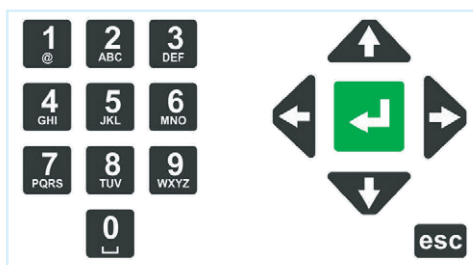 1 2 3
@ ABC DEF
4 5 6
GHI JKL MNO
7 8 9
PQRS TUV WXYZ
0
esc